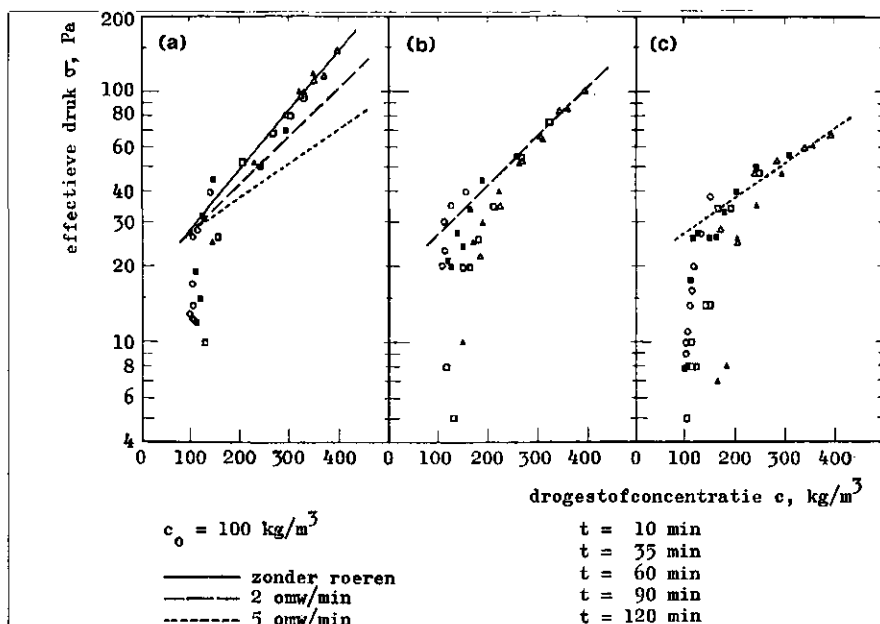 (a) (b) (c)
effectieve druk σ, Pa
200
100
80
60
40
30
20
10
8
6
4
0 100 200 300 400 0 100 200 300 400 0 100 200 300 400
drogestofconcentratie c, kg/m³
c₀ = 100 kg/m³
zonder roeren
2 omw/min
5 omw/min
t = 10 min
t = 35 min
t = 60 min
t = 90 min
t = 120 min